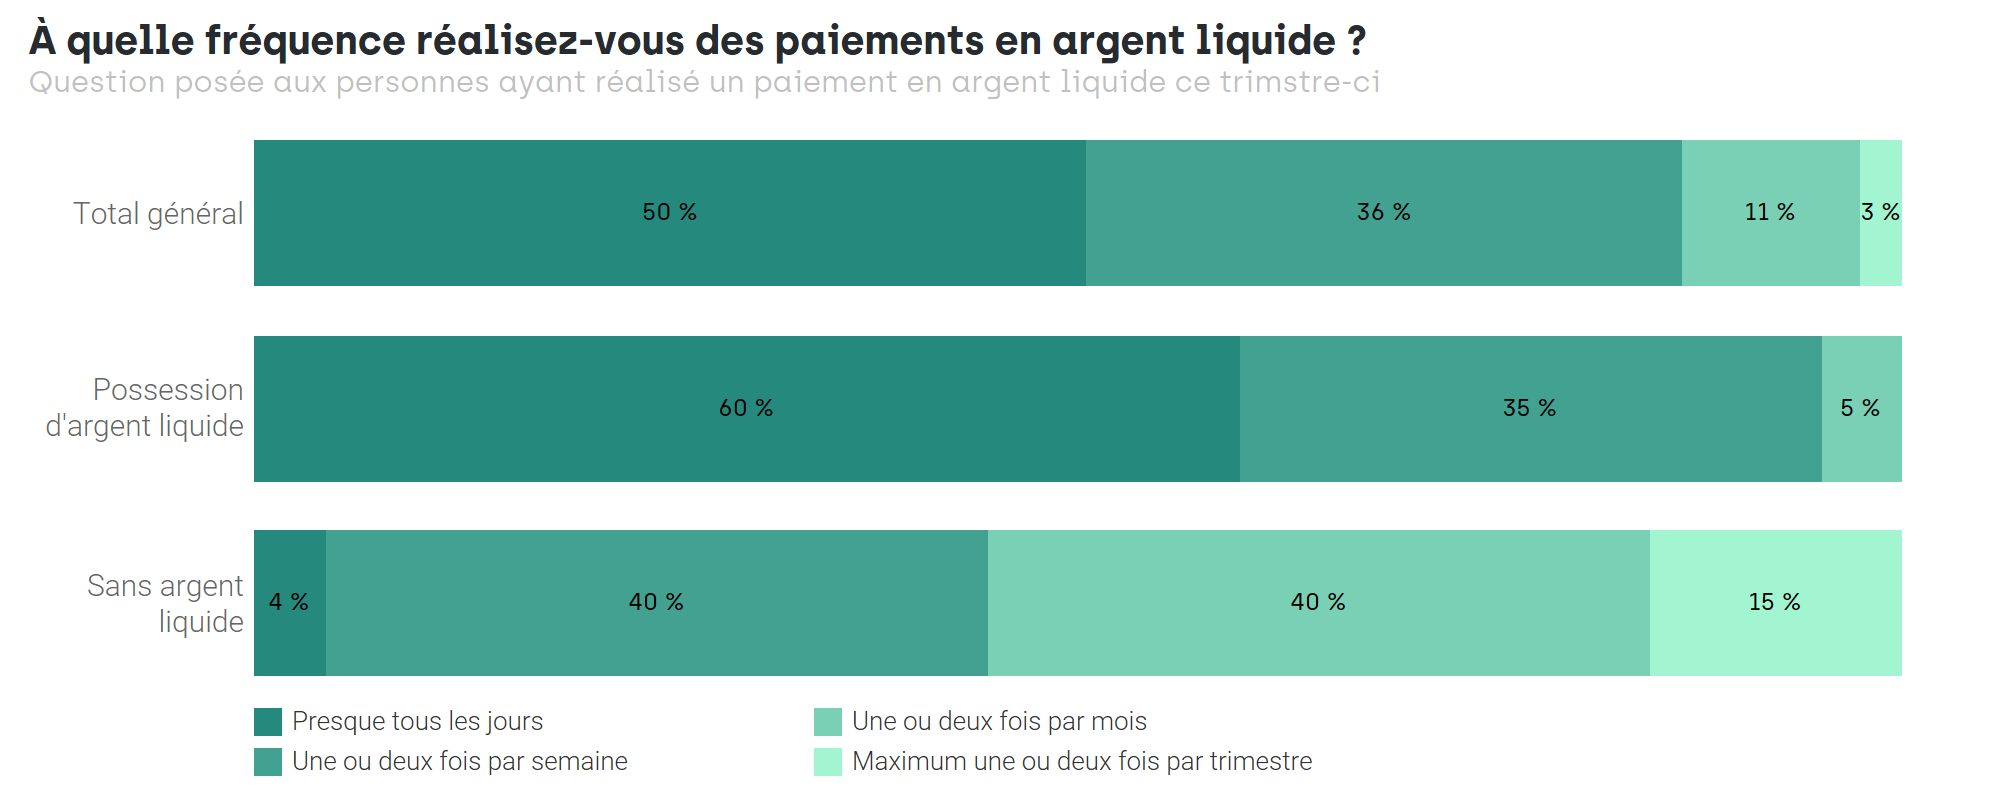 À quelle fréquence réalisez-vous des paiements en argent liquide ?
Question posée aux personnes ayant réalisé un paiement en argent liquide ce trimstre-ci
Total général
50 %
36 %
11 %
3 %
Possession
d'argent liquide
60 %
35 %
5 %
Sans argent
liquide
4 %
40 %
40 %
15 %
Presque tous les jours
Une ou deux fois par semaine
Une ou deux fois par mois
Maximum une ou deux fois par trimestre